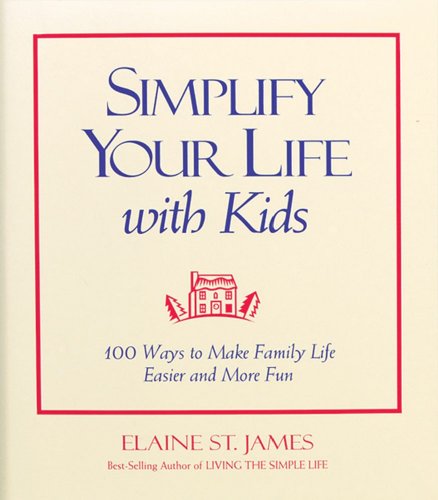 SIMPLIFY
YOUR LIFE
with Kids
100 Ways to Make Family Life
Easier and More Fun
ELAINE ST. JAMES
Best-Selling Author of LIVING THE SIMPLE LIFE